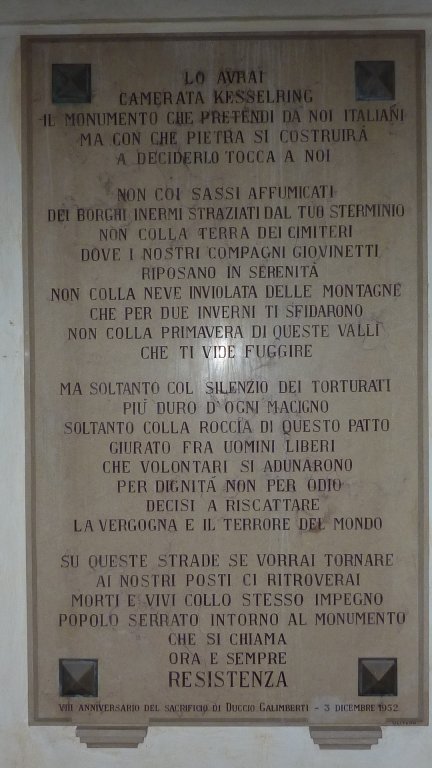 LO AVRAI
CAMERATA KESSELRING
IL MONUMENTO CHE PRETENDI DA NOI ITALIANI
MA CON CHE PIETRA SI COSTRUIRÀ
A DECIDERLO TOCCA A NOI
NON COI SASSI AFFUMICATI
DEI BORGHI INERMI STRAZIATI DAL TUO STERMINIO
NON COLLA TERRA DEI CIMITERI
DOVE I NOSTRI COMPAGNI GIOVINETTI
RIPOSANO IN SERENITÀ
NON COLLA NEVE INVIOLATA DELLE MONTAGNE
CHE PER DUE INVERNI TI SFIDARONO
NON COLLA PRIMAVERA DI QUESTE VALLI
CHE TI VIDE FUGGIRE
MA SOLTANTO COL SILENZIO DEI TORTURATI
PIÙ DURO D'OGNI MACIGNO
SOLTANTO COLLA ROCCIA DI QUESTO PATTO
GIURATO FRA UOMINI LIBERI
CHE VOLONTARI SI ADUNARONO
PER DIGNITÀ NON PER ODIO
DECISI A RISCATTARE
LA VERGOGNA E IL TERRORE DEL MONDO
SU QUESTE STRADE SE VORRAI TORNARE
AI NOSTRI POSTI CI RITROVERAI
MORTI E VIVI COLLO STESSO IMPEGNO
POPOLO SERRATO INTORNO AL MONUMENTO
CHE SI CHIAMA
ORA E SEMPRE
RESISTENZA
VIII ANNIVERSARIO DEL SACRIFICIO DI DUCCIO GALIMBERTI - 3 DICEMBRE 1952